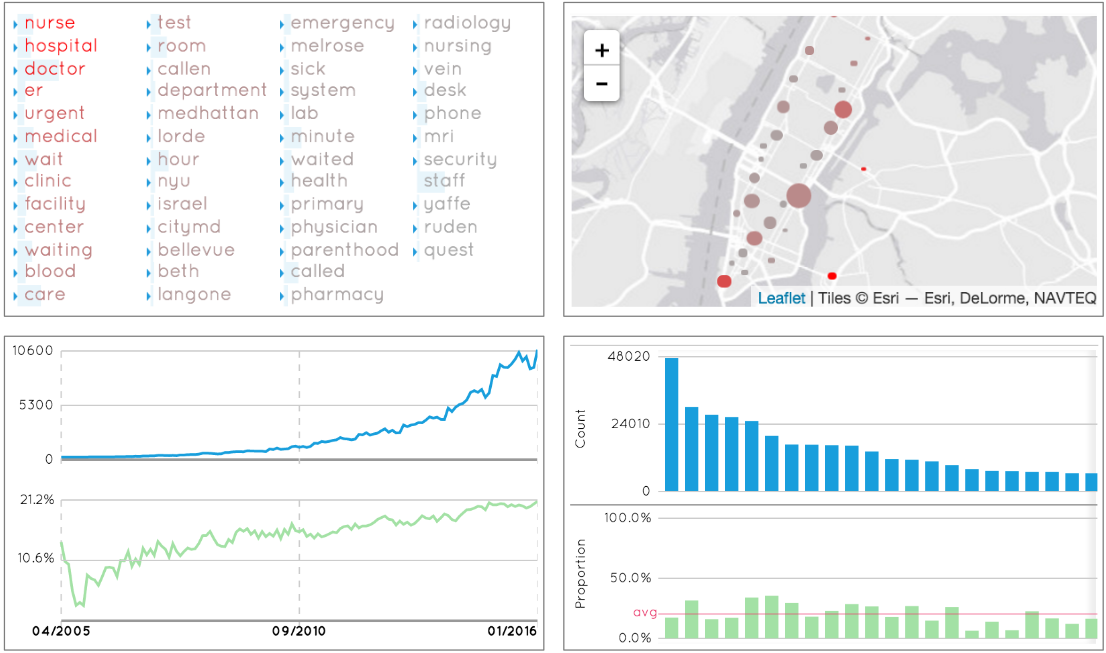 nurse test emergency radiology
hospital room melrose nursing
doctor callen sick vein
er department system desk
urgent medhattan lab phone
medical lorde minute mri
wait hour waited security
clinic nyu health staff
facility israel primary yaffe
center citymd physician ruden
waiting bellevue parenthood quest
blood beth called
care langone pharmacy
+
−
Leaflet | Tiles © Esri — Esri, DeLorme, NAVTEQ
10600
5300
0
21.2%
10.6%
04/2005 09/2010 01/2016
48020
Count
24010
0
100.0%
Proportion
50.0%
avg
0.0%